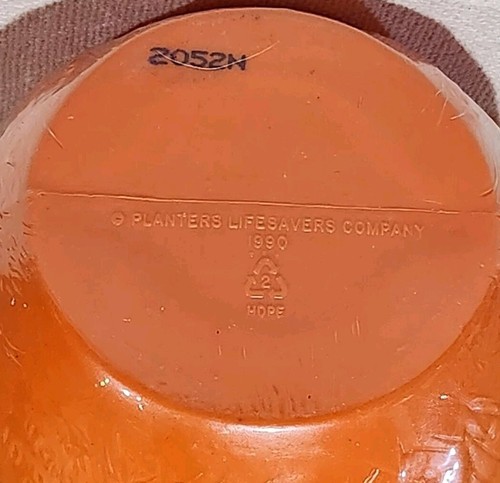 2052N
© PLANTERS LIFESAVERS COMPANY
1990
2
HDPE